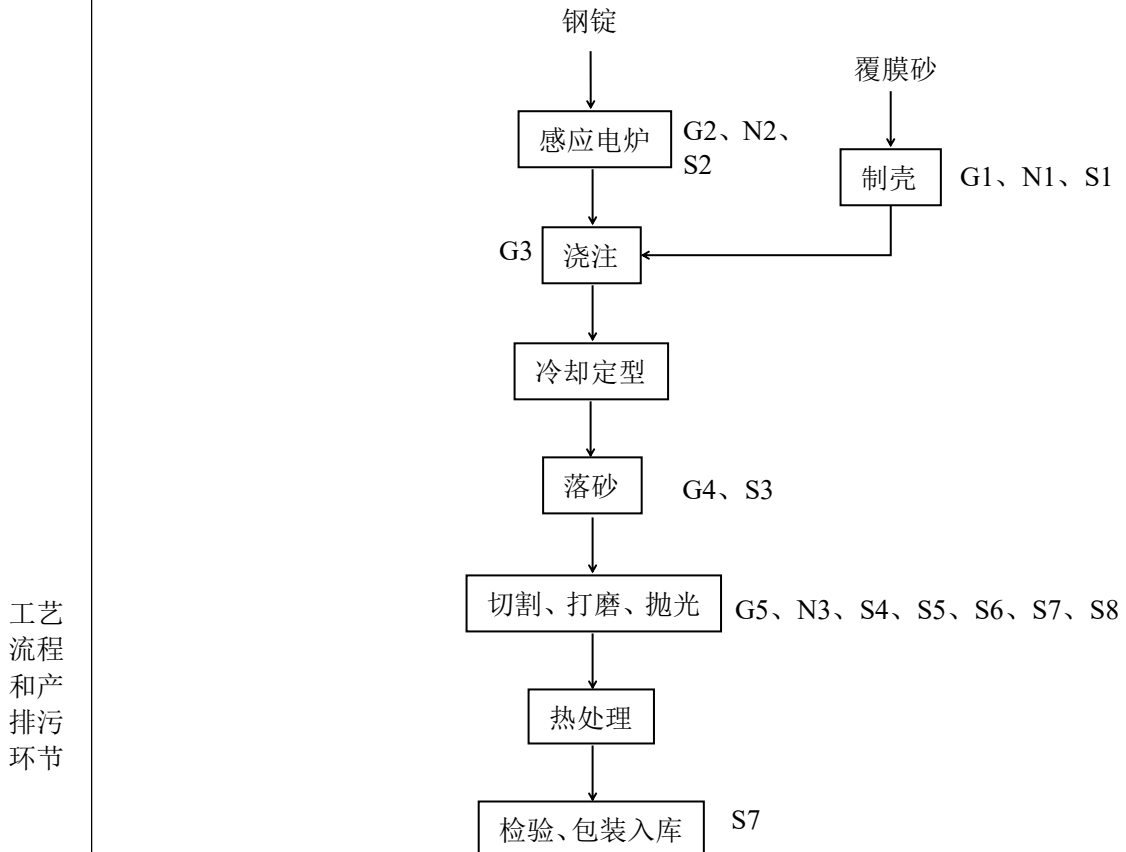 钢锭
覆膜砂
感应电炉
G2、N2、
S2
制壳
G1、N1、S1
G3
浇注
冷却定型
落砂
G4、S3
切割、打磨、抛光
G5、N3、S4、S5、S6、S7、S8
工艺
流程
和产
排污
环节
热处理
检验、包装入库
S7